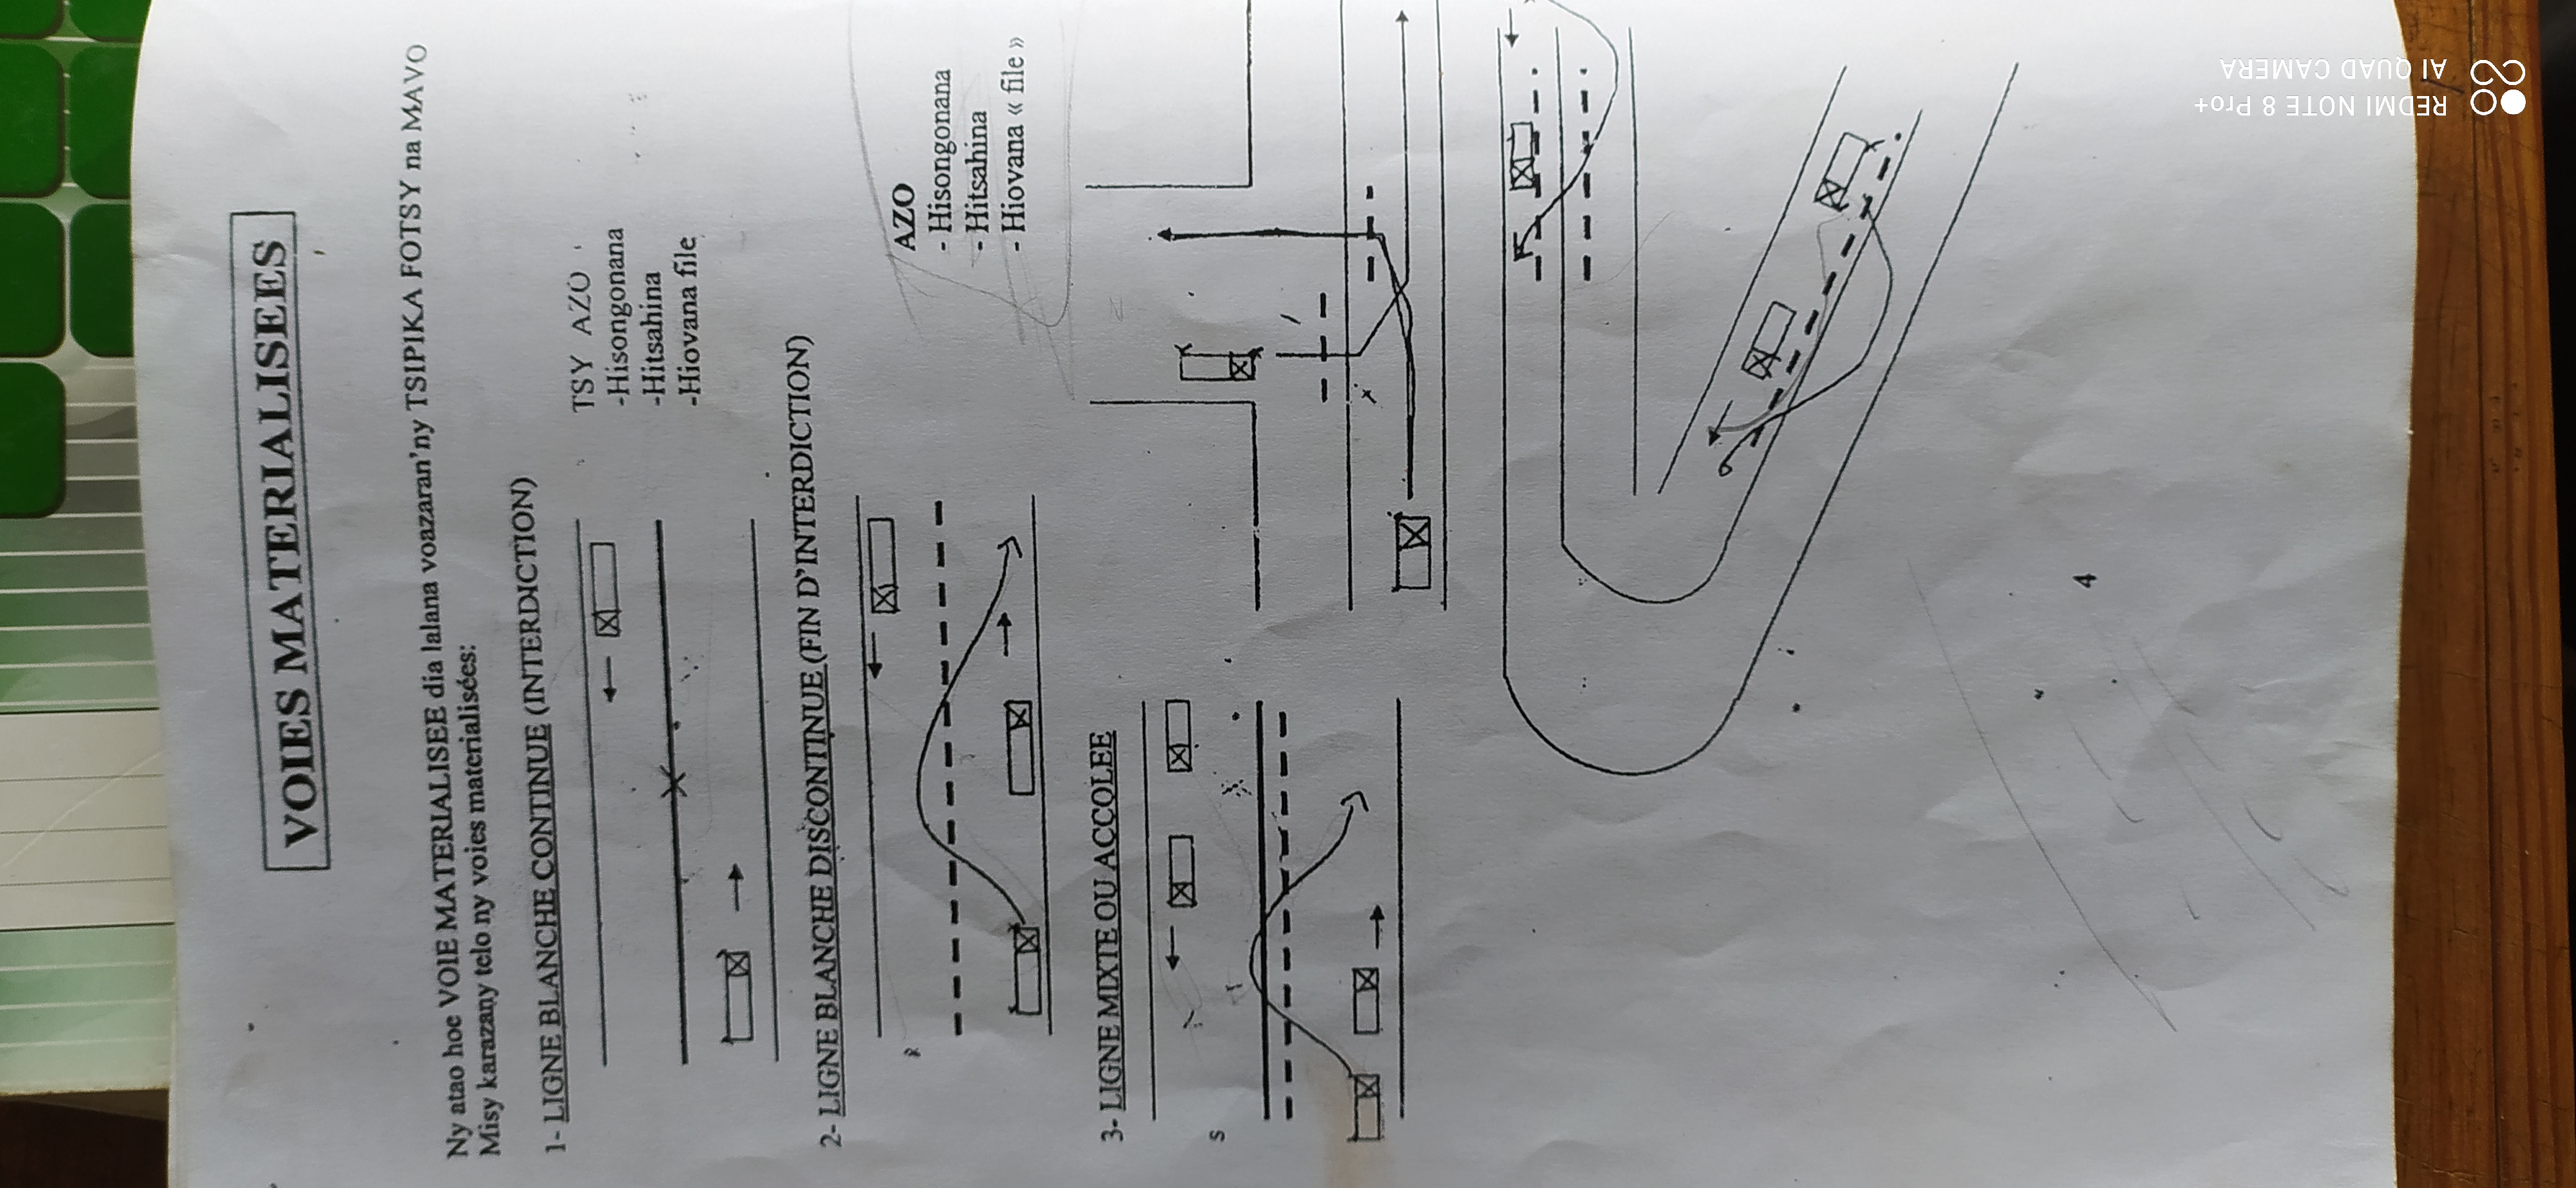 VOIES MATERIALISEES
Ny atao hoe VOIE MATERIALISEE dia lalana voazaran'ny TSIPIKA FOTSY na MAVO
Misy karazany telo ny voies materialisées:
1- LIGNE BLANCHE CONTINUE (INTERDICTION)
TSY AZO
-Hisongonana
-Hitsahina
-Hiovana file
2- LIGNE BLANCHE DISCONTINUE (FIN D'INTERDICTION)
AZO
- Hisongonana
- Hitsahina
- Hiovana « file »
3- LIGNE MIXTE OU ACCOLEE
4
REDMI NOTE 8 Pro+
AI QUAD CAMERA